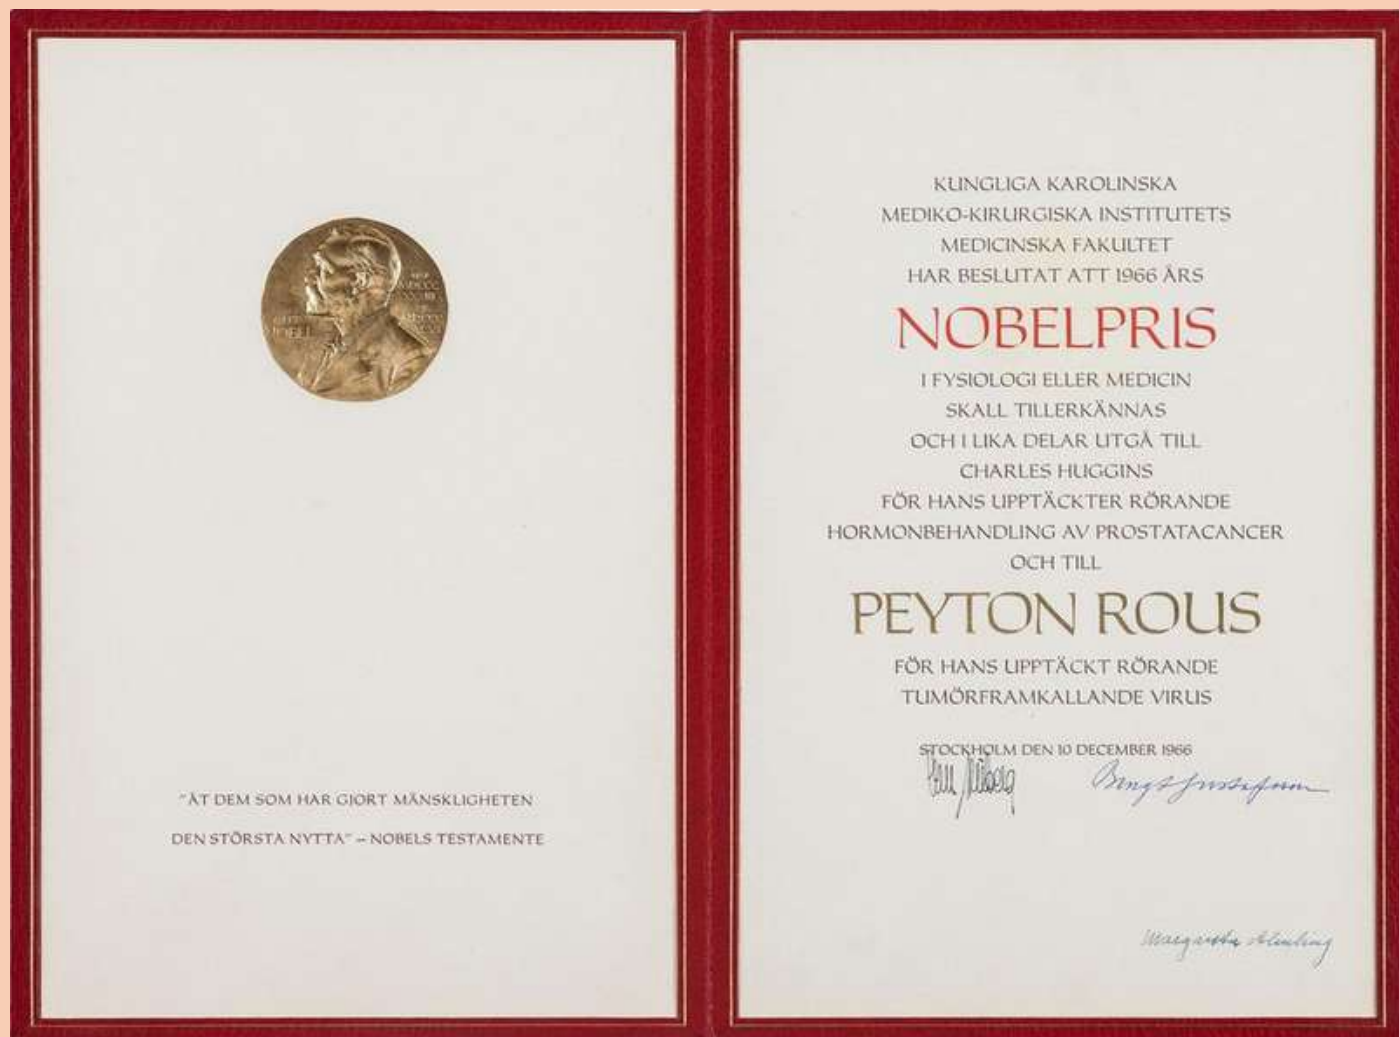 "ÅT DEM SOM HAR GJORT MÄNSKLIGHETEN
DEN STÖRSTA NYTTA" – NOBELS TESTAMENTE
KUNGLIGA KAROLINSKA
MEDIKO-KIRURGISKA INSTITUTETS
MEDICINSKA FAKULTET
HAR BESLUTAT ATT 1966 ÅRS
NOBELPRIS
I FYSIOLOGI ELLER MEDICIN
SKALL TILLERKÄNNAS
OCH I LIKA DELAR UTGÅ TILL
CHARLES HUGGINS
FÖR HANS UPPTÄCKTER RÖRANDE
HORMONBEHANDLING AV PROSTATACANCER
OCH TILL
PEYTON ROUS
FÖR HANS UPPTÄCKT RÖRANDE
TUMÖRFRAMKALLANDE VIRUS
STOCKHOLM DEN 10 DECEMBER 1966
Bengt Gustafsson